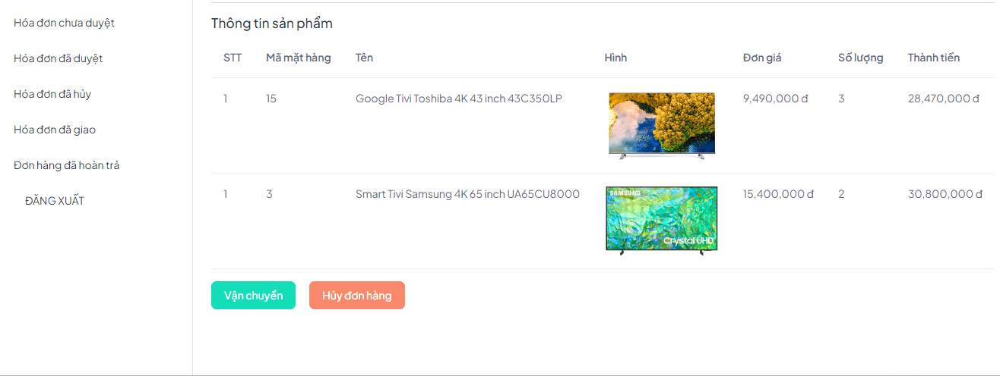 Hóa đơn chưa duyệt
Hóa đơn đã duyệt
Hóa đơn đã hủy
Hóa đơn đã giao
Đơn hàng đã hoàn trả
ĐĂNG XUẤT
Thông tin sản phẩm
STT Mã mặt hàng Tên Hình Đơn giá Số lượng Thành tiền
1 15 Google Tivi Toshiba 4K 43 inch 43C350LP 9,490,000 đ 3 28,470,000 đ
1 3 Smart Tivi Samsung 4K 65 inch UA65CU8000 15,400,000 đ 2 30,800,000 đ
SAMSUNG
Crystal UHD
Vận chuyển Hủy đơn hàng